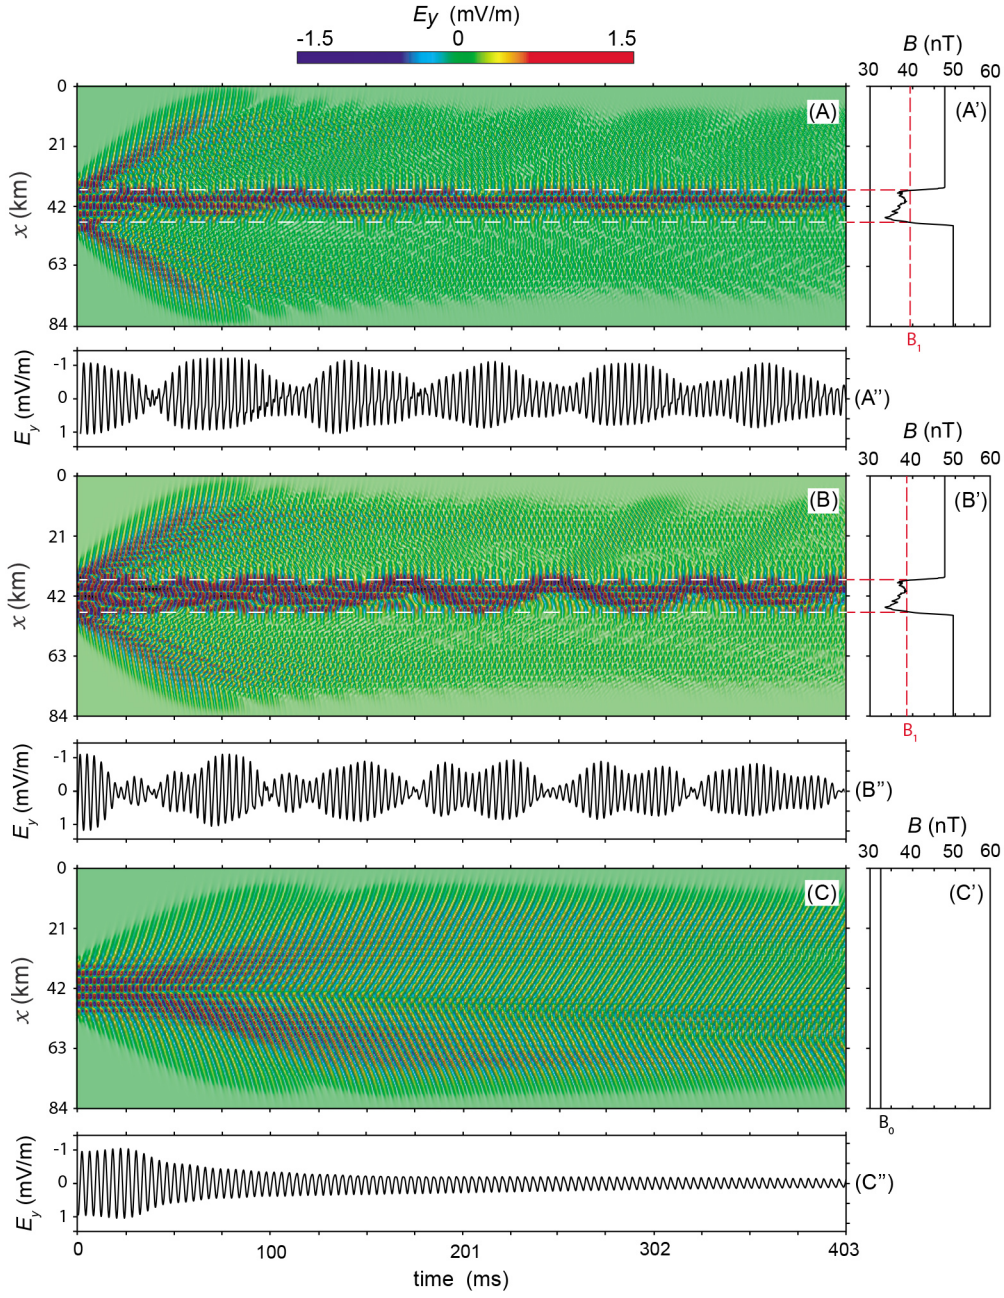 Ey (mV/m)
-1.5 0 1.5
B (nT)
30 40 50 60
0
21
42
63
84
x (km)
(A)
(A')
B1
Ey (mV/m)
-1
0
1
(A'')
B (nT)
30 40 50 60
0
21
42
63
84
x (km)
(B)
(B')
B1
Ey (mV/m)
-1
0
1
(B'')
B (nT)
30 40 50 60
0
21
42
63
84
x (km)
(C)
(C')
B0
Ey (mV/m)
-1
0
1
(C'')
0 100 201 302 403
time (ms)